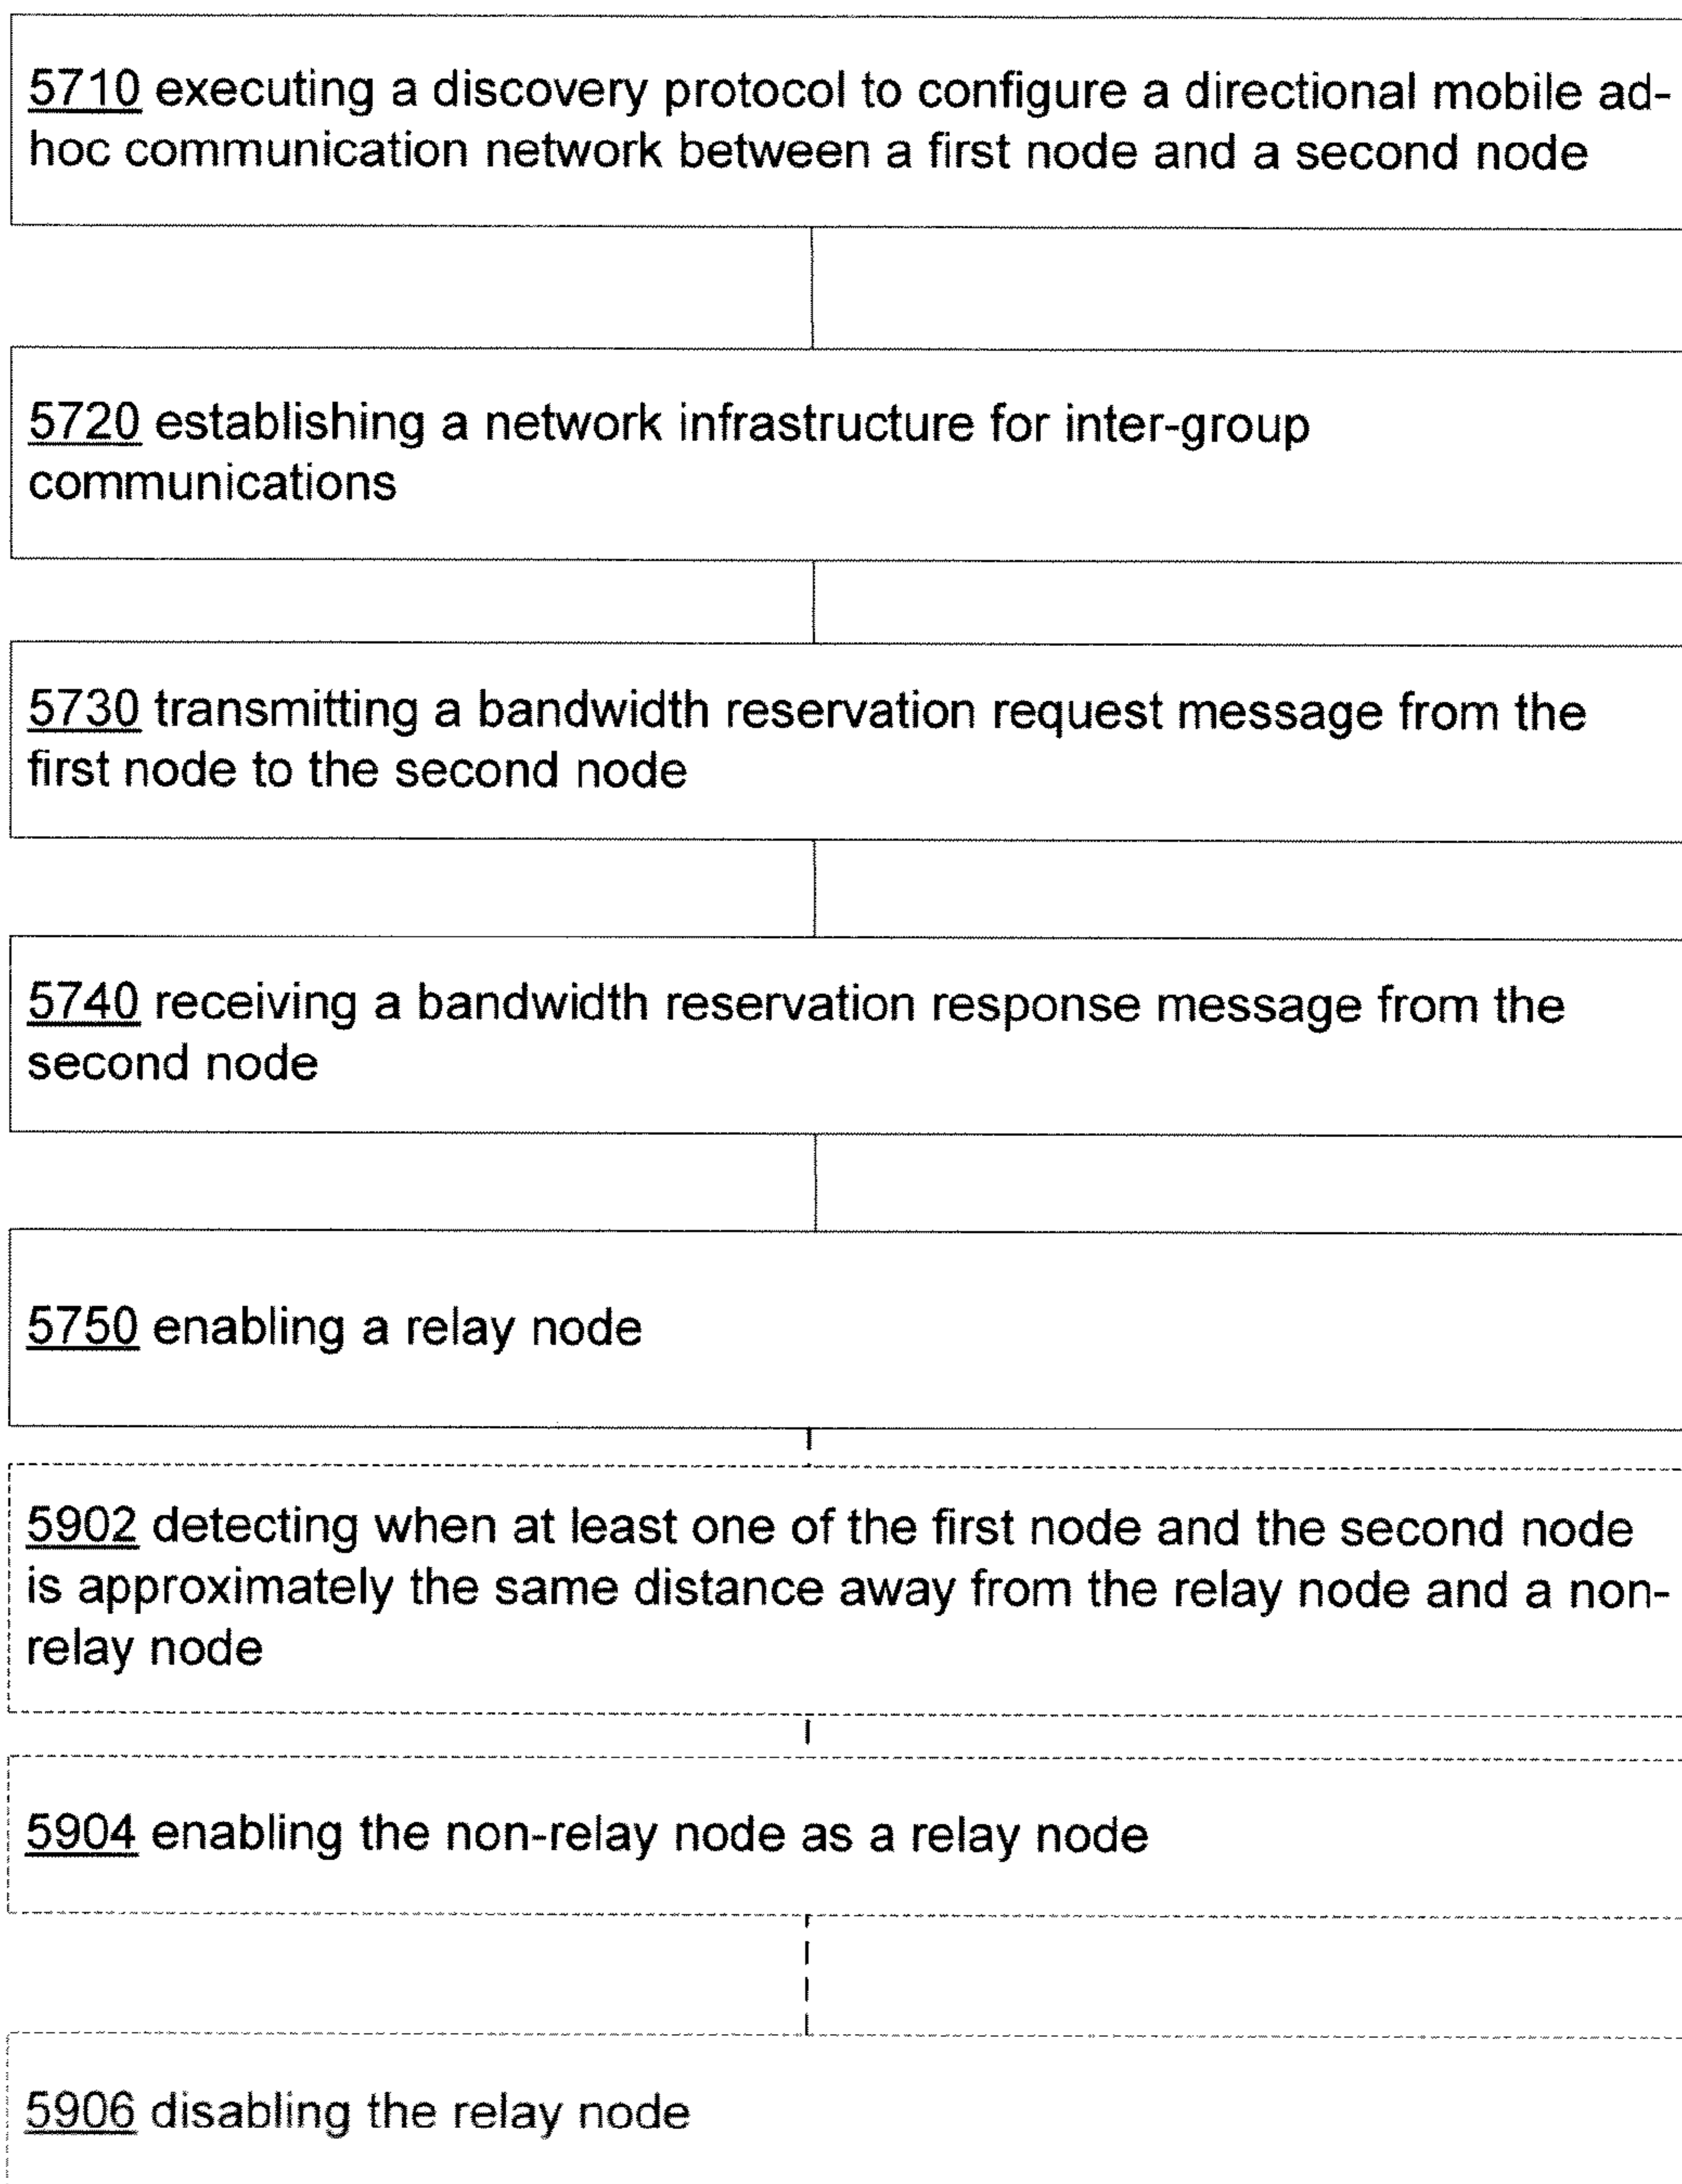 5710 executing a discovery protocol to configure a directional mobile ad-
hoc communication network between a first node and a second node
5720 establishing a network infrastructure for inter-group
communications
5730 transmitting a bandwidth reservation request message from the
first node to the second node
5740 receiving a bandwidth reservation response message from the
second node
5750 enabling a relay node
5902 detecting when at least one of the first node and the second node
is approximately the same distance away from the relay node and a non-
relay node
5904 enabling the non-relay node as a relay node
5906 disabling the relay node